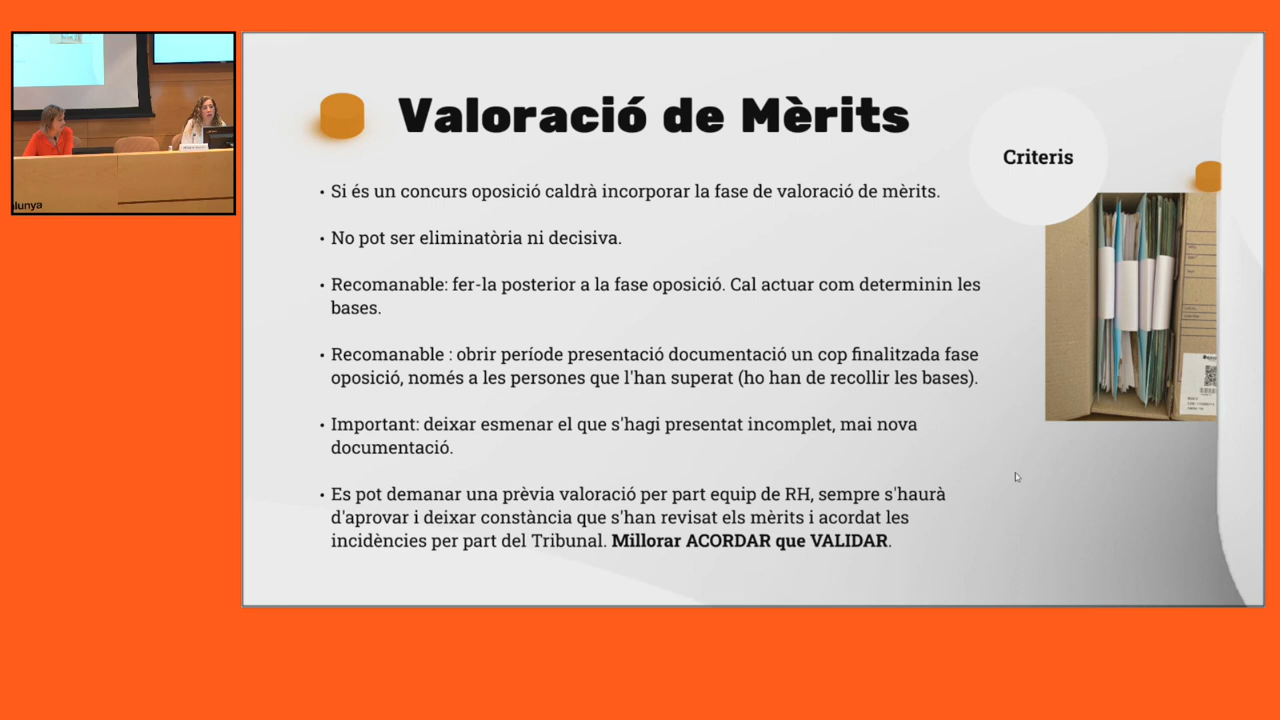 Valoració de Mèrits
Criteris
• Si és un concurs oposició caldrà incorporar la fase de valoració de mèrits.
• No pot ser eliminatòria ni decisiva.
• Recomanable: fer-la posterior a la fase oposició. Cal actuar com determinin les
bases.
• Recomanable : obrir període presentació documentació un cop finalitzada fase
oposició, només a les persones que l'han superat (ho han de recollir les bases).
• Important: deixar esmenar el que s'hagi presentat incomplet, mai nova
documentació.
• Es pot demanar una prèvia valoració per part equip de RH, sempre s'haurà
d'aprovar i deixar constància que s'han revisat els mèrits i acordat les
incidències per part del Tribunal. Millorar ACORDAR que VALIDAR.
lunya